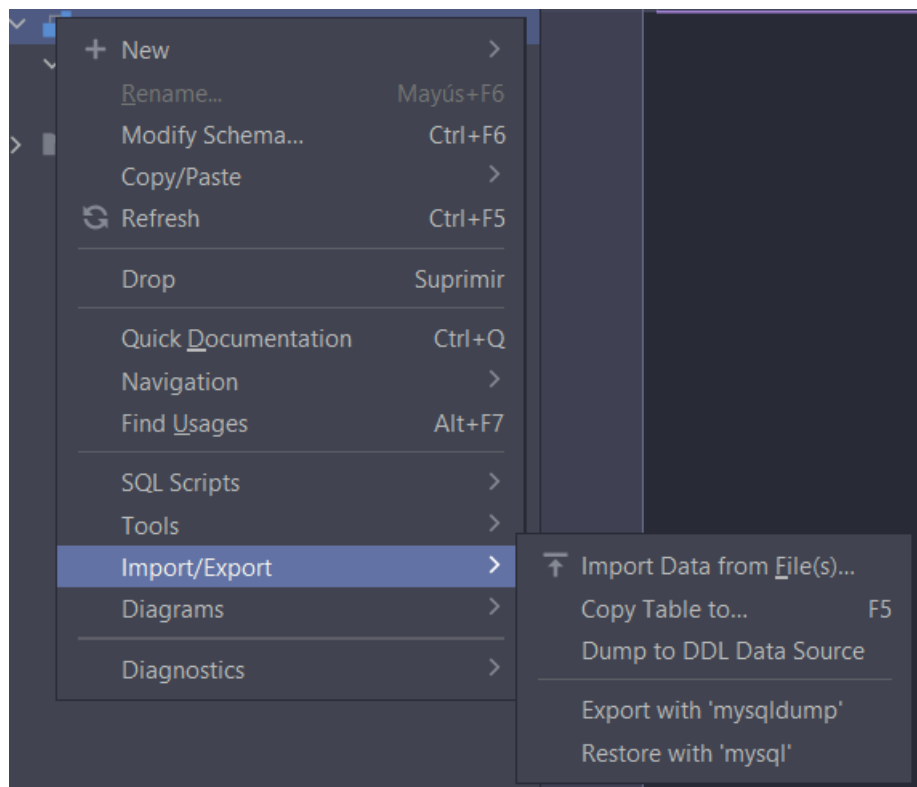 New
Rename... Mayús+F6
Modify Schema... Ctrl+F6
Copy/Paste
Refresh Ctrl+F5
Drop Suprimir
Quick Documentation Ctrl+Q
Navigation
Find Usages Alt+F7
SQL Scripts
Tools
Import/Export
Diagrams
Diagnostics
Import Data from File(s)...
Copy Table to... F5
Dump to DDL Data Source
Export with 'mysqldump'
Restore with 'mysql'